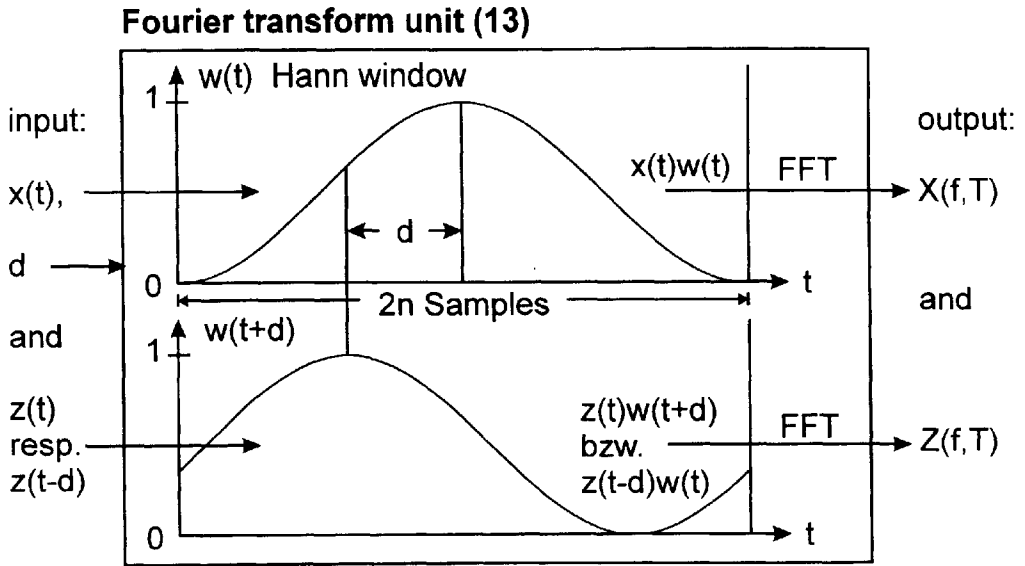 Fourier transform unit (13)
w(t) Hann window
1
input:
output:
x(t),
x(t)w(t)
FFT
X(f,T)
d
d
0
t
2n Samples
and
and
w(t+d)
1
z(t)
resp.
z(t-d)
z(t)w(t+d)
bzw.
z(t-d)w(t)
FFT
Z(f,T)
0
t